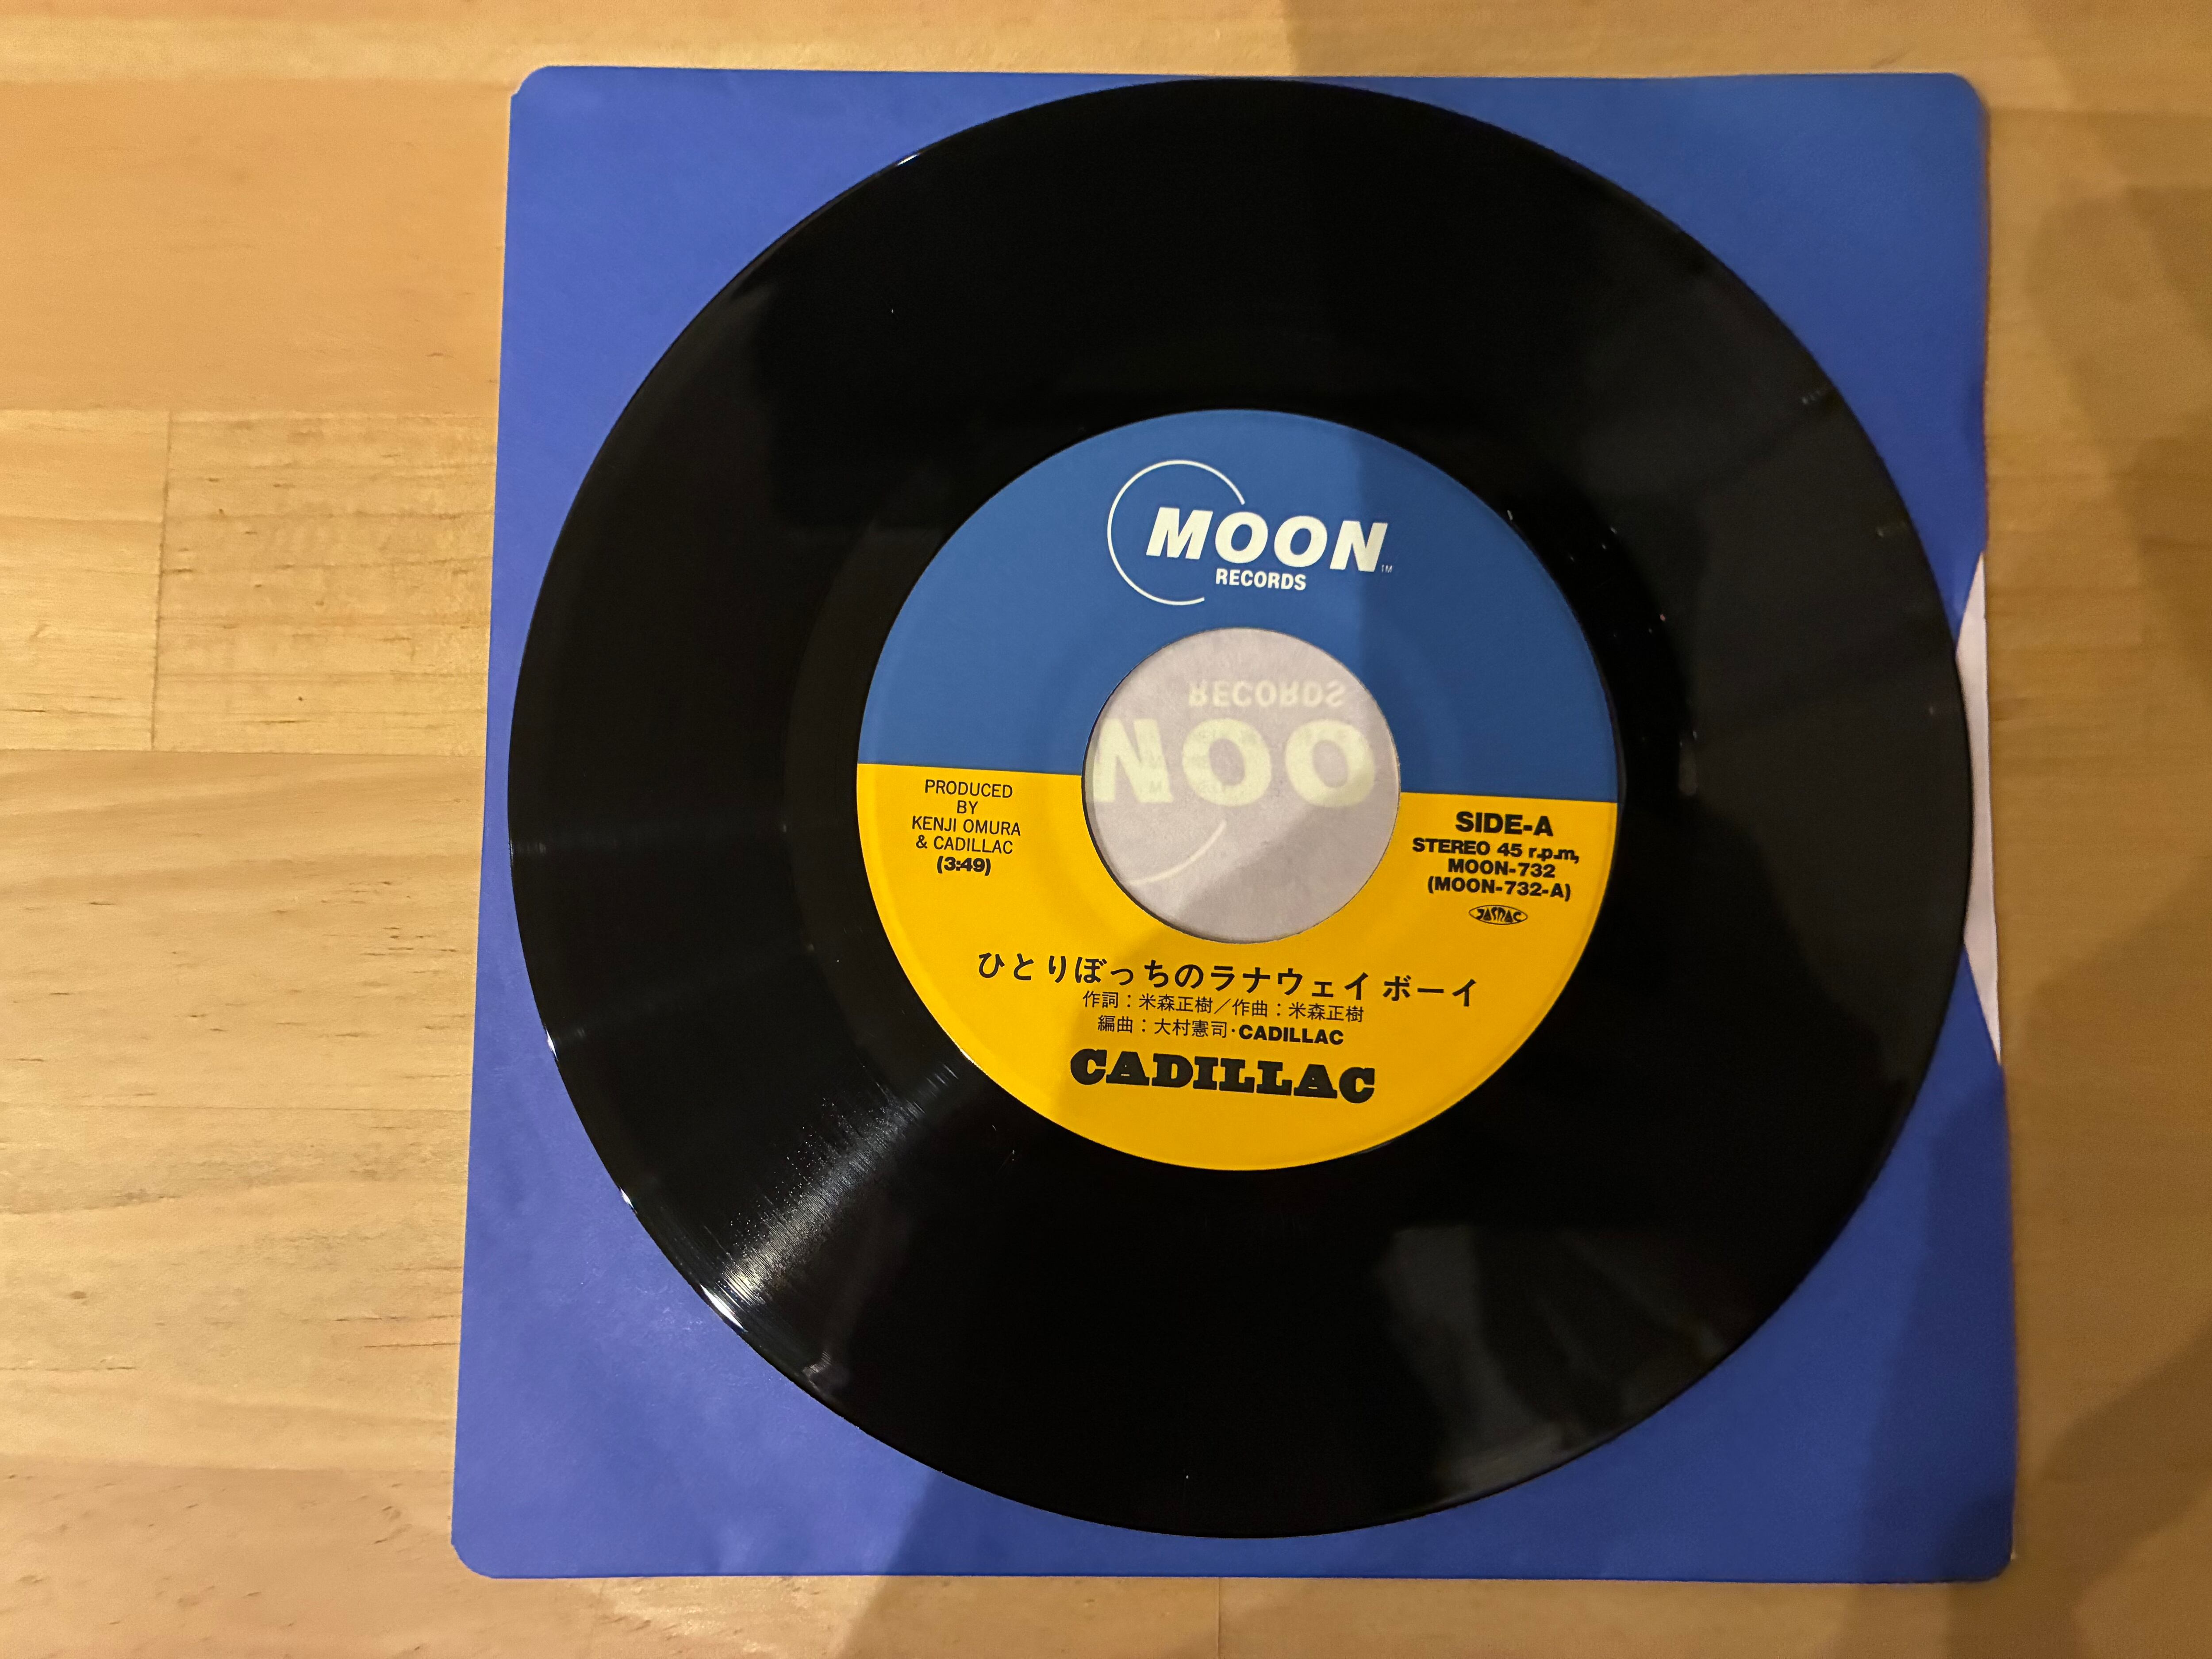 MOON™
RECORDS
RECORDS
MOON
PRODUCED
BY
KENJI OMURA
& CADILLAC
(3:49)
SIDE-A
STEREO 45 r.p.m,
MOON-732
(MOON-732-A)
JASRAC
ひとりぼっちのラナウェイ ボーイ
作詞：米森正樹／作曲：米森正樹
編曲：大村憲司・CADILLAC
CADILLAC